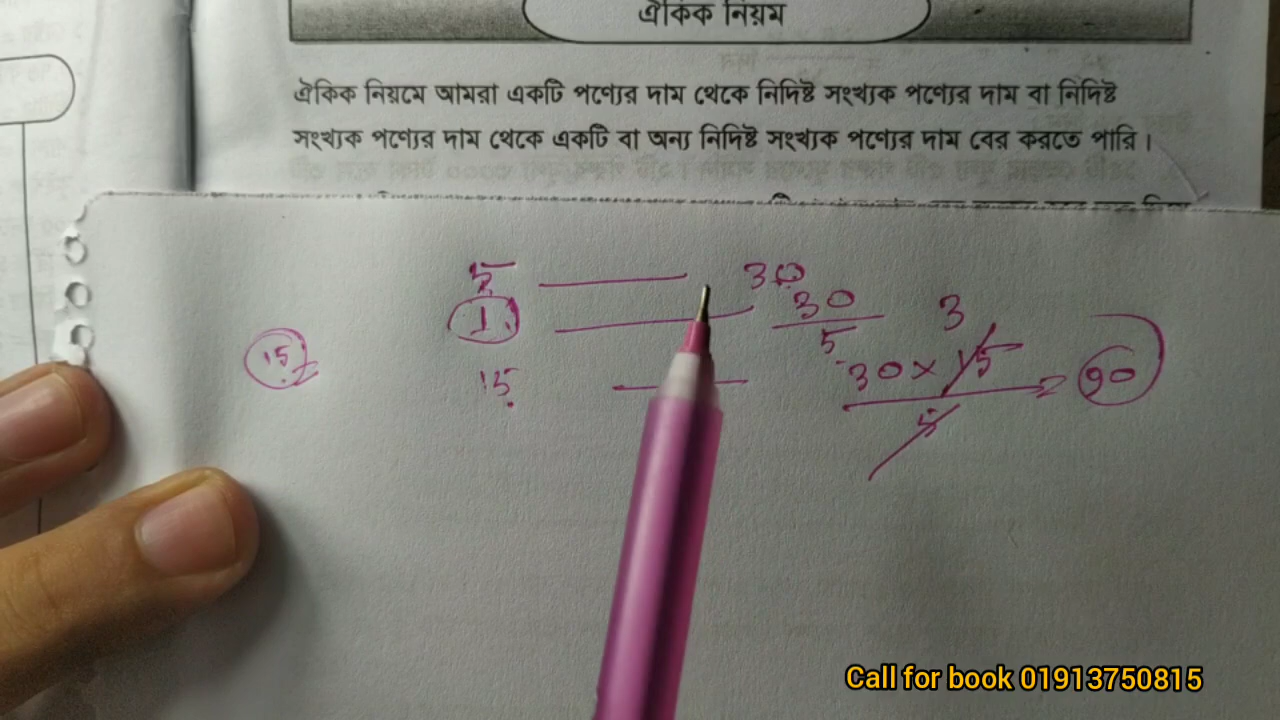 ঐকিক নিয়ম
ঐকিক নিয়মে আমরা একটি পণ্যের দাম থেকে নির্দিষ্ট সংখ্যক পণ্যের দাম বা নির্দিষ্ট
সংখ্যক পণ্যের দাম থেকে একটি বা অন্য নির্দিষ্ট সংখ্যক পণ্যের দাম বের করতে পারি।
5 30
1 30/5
15
15 30 × 15/5 3 90
Call for book 01913750815